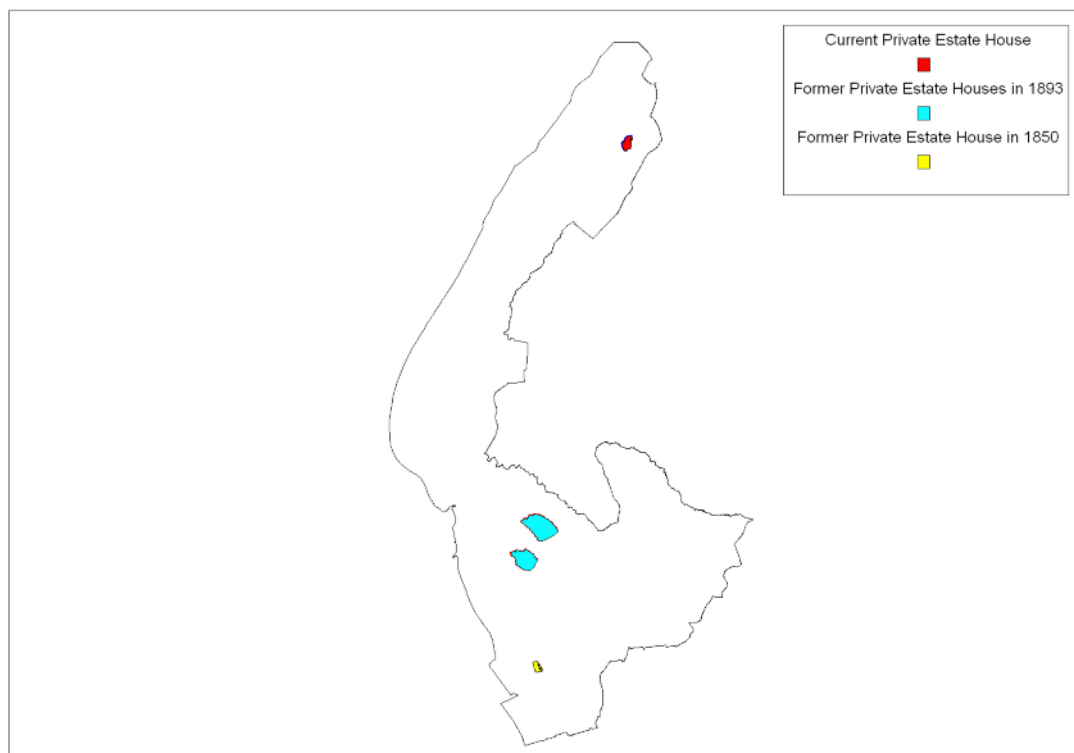 Current Private Estate House
Former Private Estate Houses in 1893
Former Private Estate House in 1850